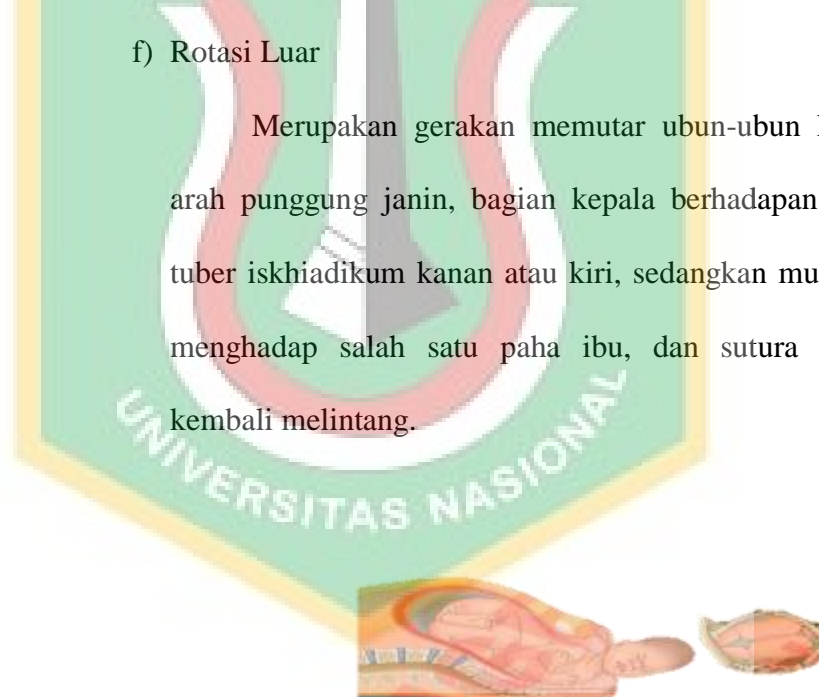 f) Rotasi Luar
Merupakan gerakan memutar ubun-ubun
arah punggung janin, bagian kepala berhadapan
tuber iskhiadikum kanan atau kiri, sedangkan
menghadap salah satu paha ibu, dan sutura
kembali melintang.
UNIVERSITAS NASIONAL